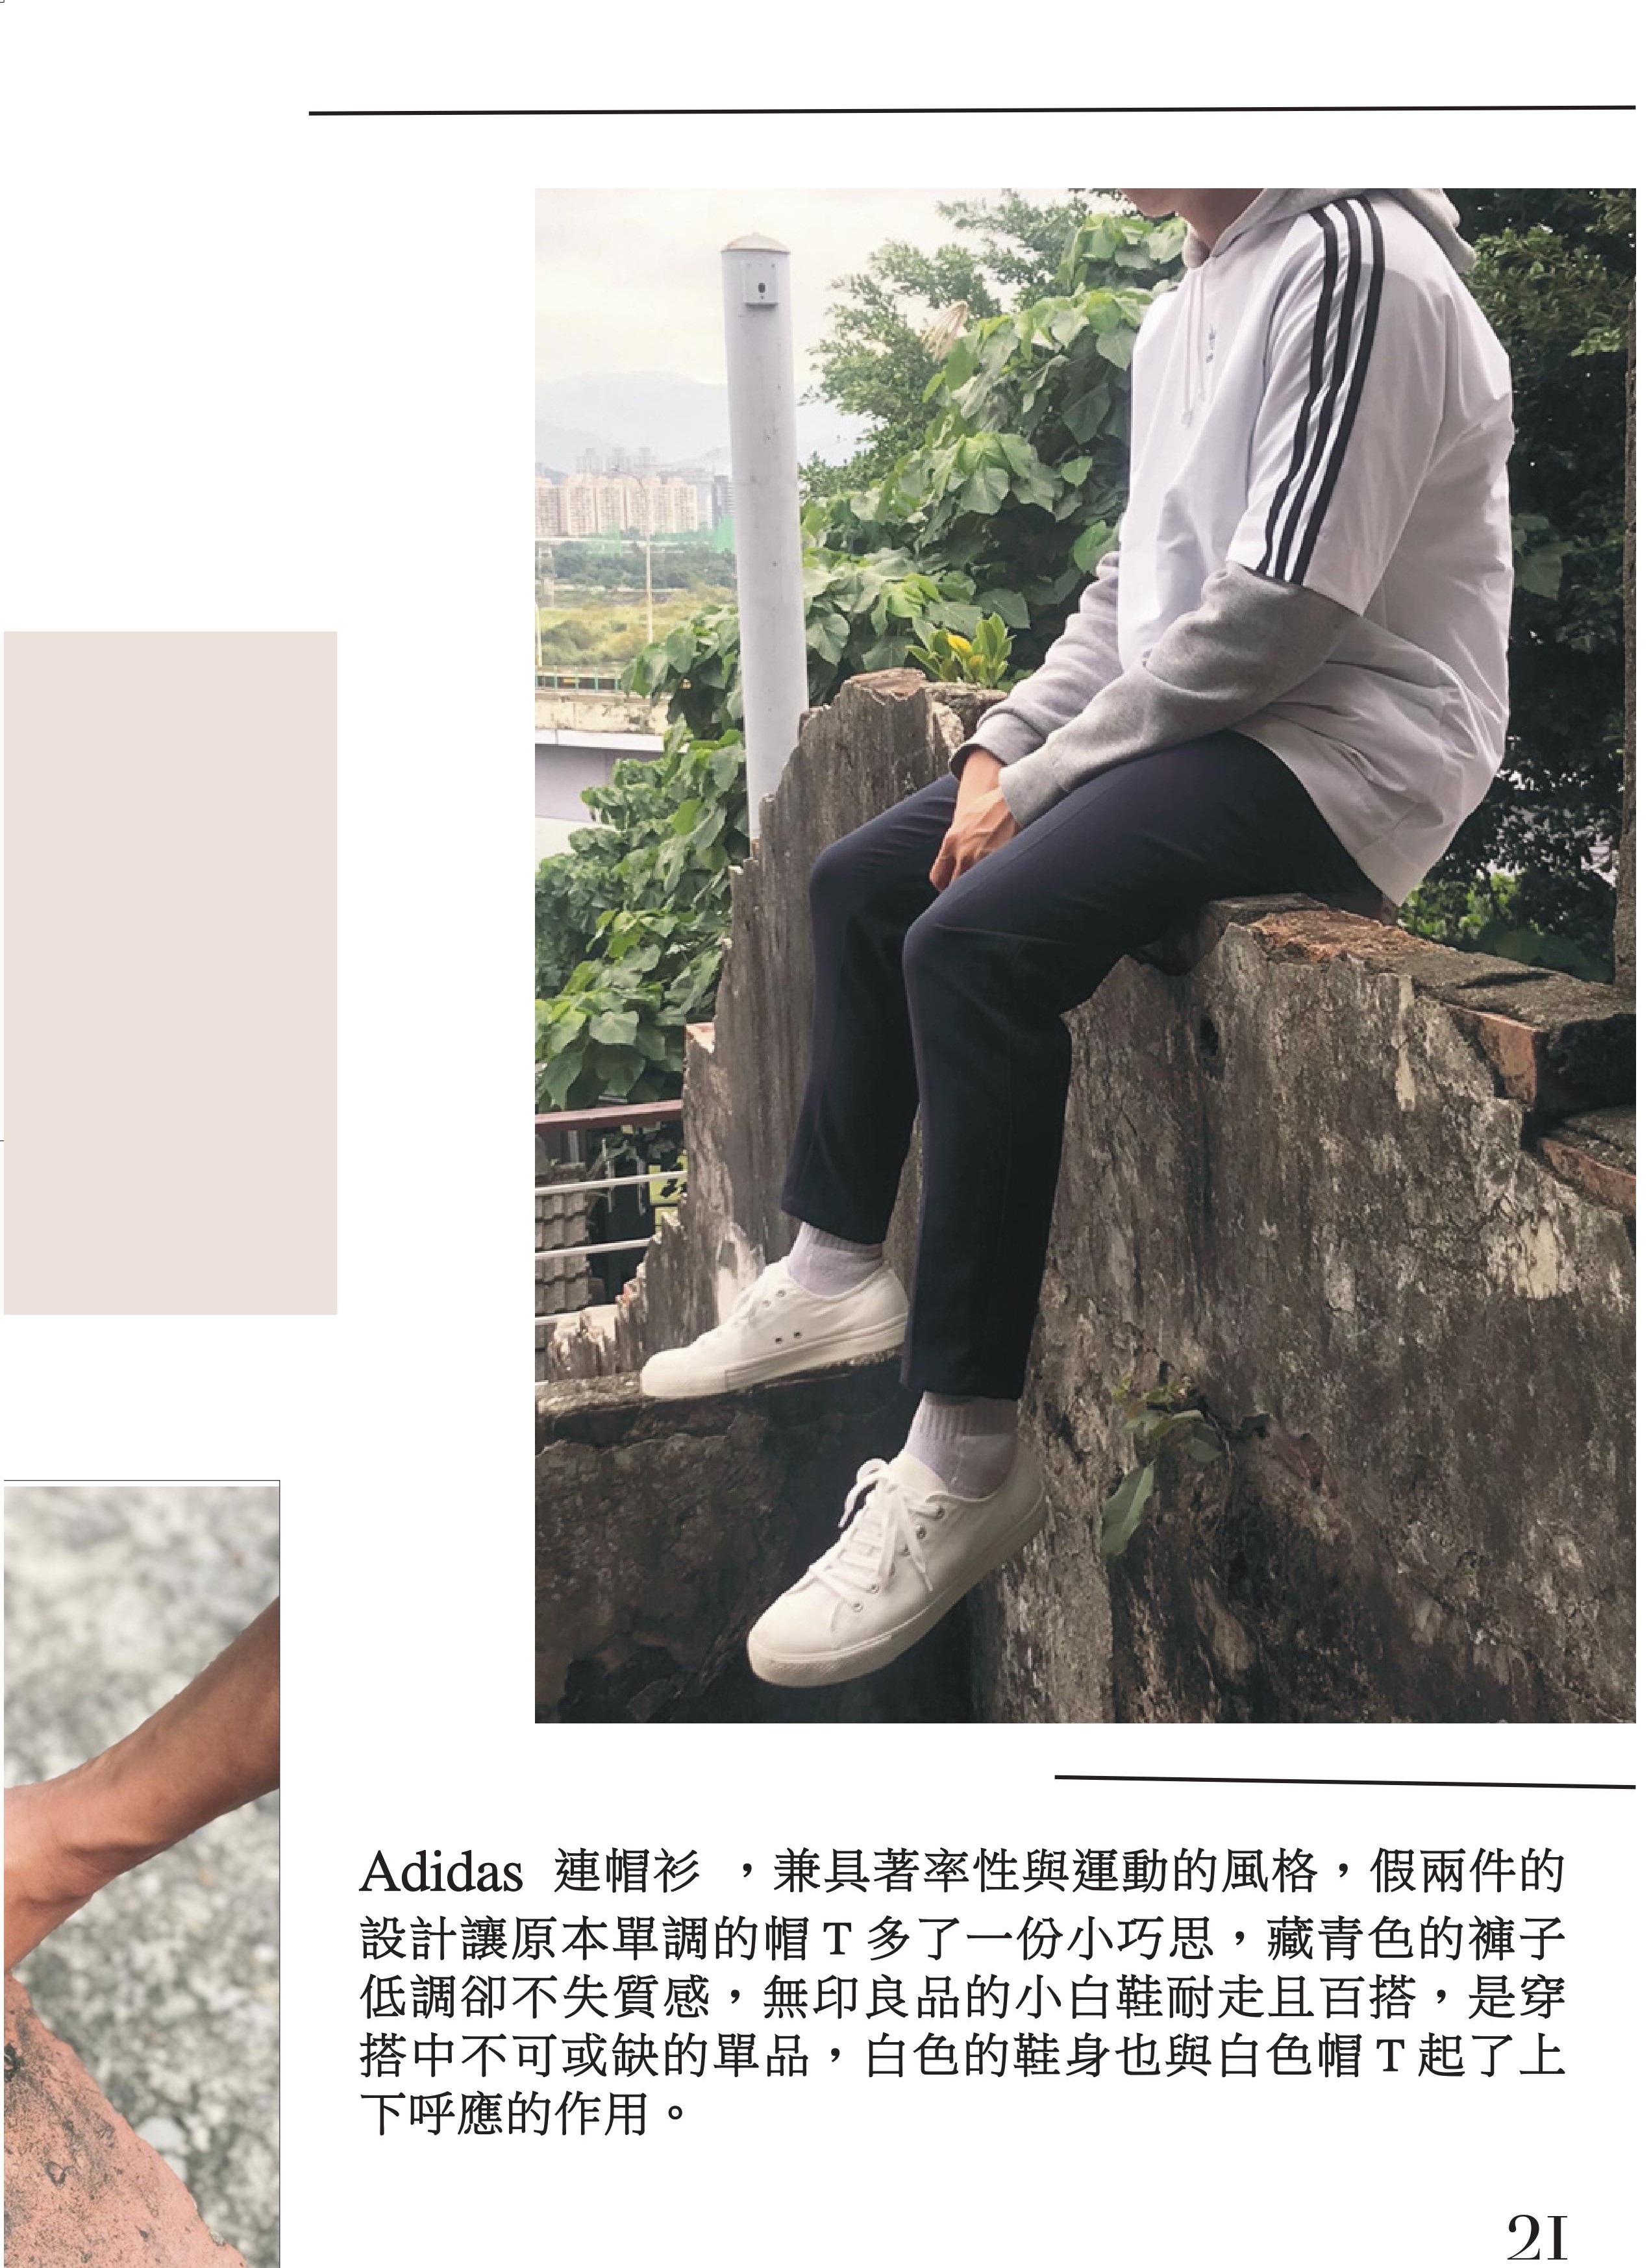 Adidas 連帽衫 ，兼具著率性與運動的風格，假兩件的
設計讓原本單調的帽 T 多了一份小巧思，藏青色的褲子
低調卻不失質感，無印良品的小白鞋耐走且百搭，是穿
搭中不可或缺的單品，白色的鞋身也與白色帽 T 起了上
下呼應的作用。
21